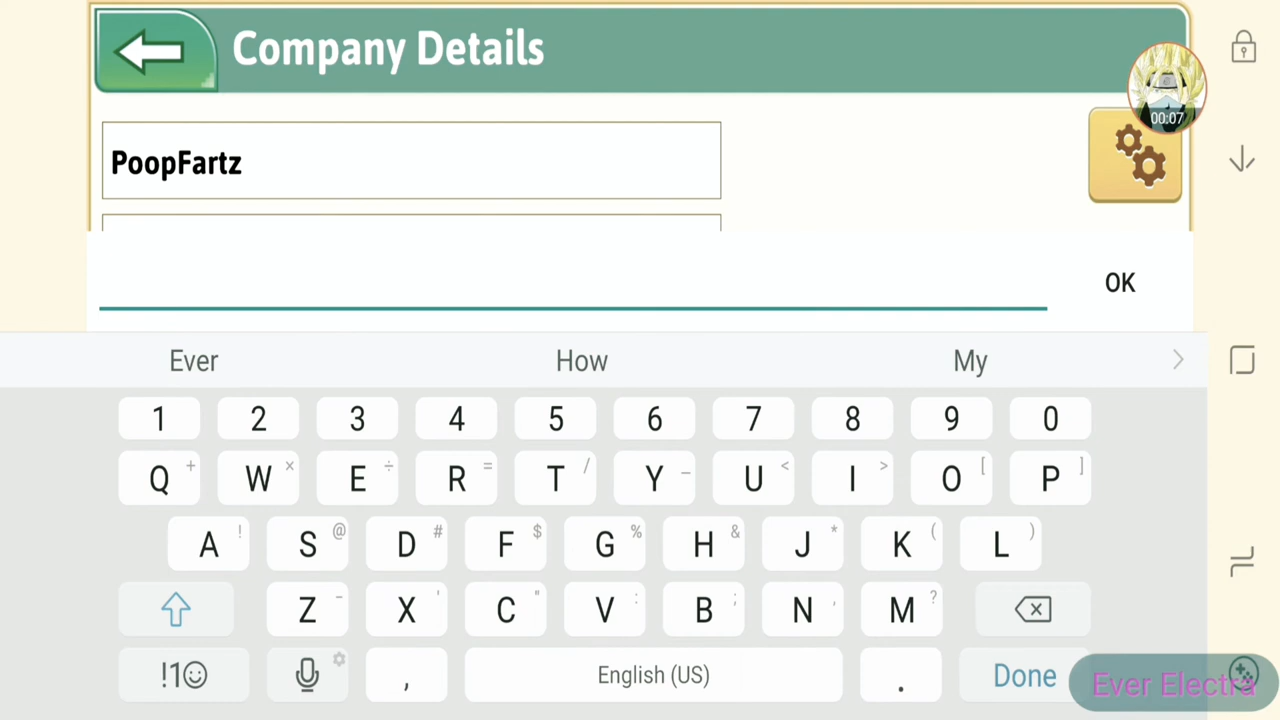 Company Details
00:07
PoopFartz
OK
Ever How My
1 2 3 4 5 6 7 8 9 0
Q + W × E ÷ R = T / Y _ U < I > O [ P ]
A ! S @ D # F $ G % H & J * K ( L )
Z - X ' C " V : B ; N , M ?
!1☺ , English (US) . Done
Ever Electra